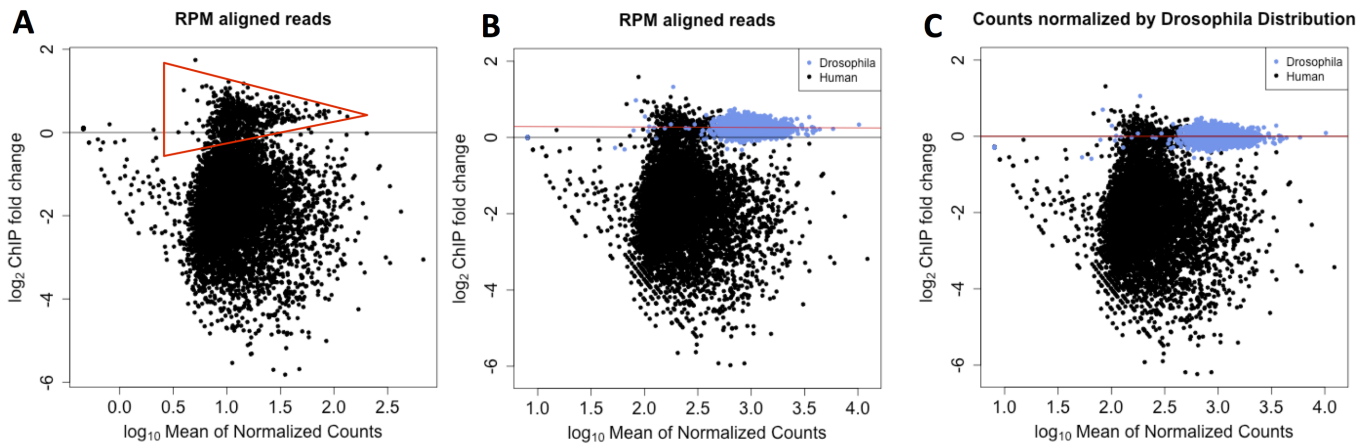 A
RPM aligned reads
2
0
-2
-4
-6
log₂ ChIP fold change
0.0 0.5 1.0 1.5 2.0 2.5
log₁₀ Mean of Normalized Counts
B
RPM aligned reads
Drosophila
Human
2
0
-2
-4
-6
log₂ ChIP fold change
1.0 1.5 2.0 2.5 3.0 3.5 4.0
log₁₀ Mean of Normalized Counts
C
Counts normalized by Drosophila Distribution
Drosophila
Human
2
0
-2
-4
-6
log₂ ChIP fold change
1.0 1.5 2.0 2.5 3.0 3.5 4.0
log₁₀ Mean of Normalized Counts